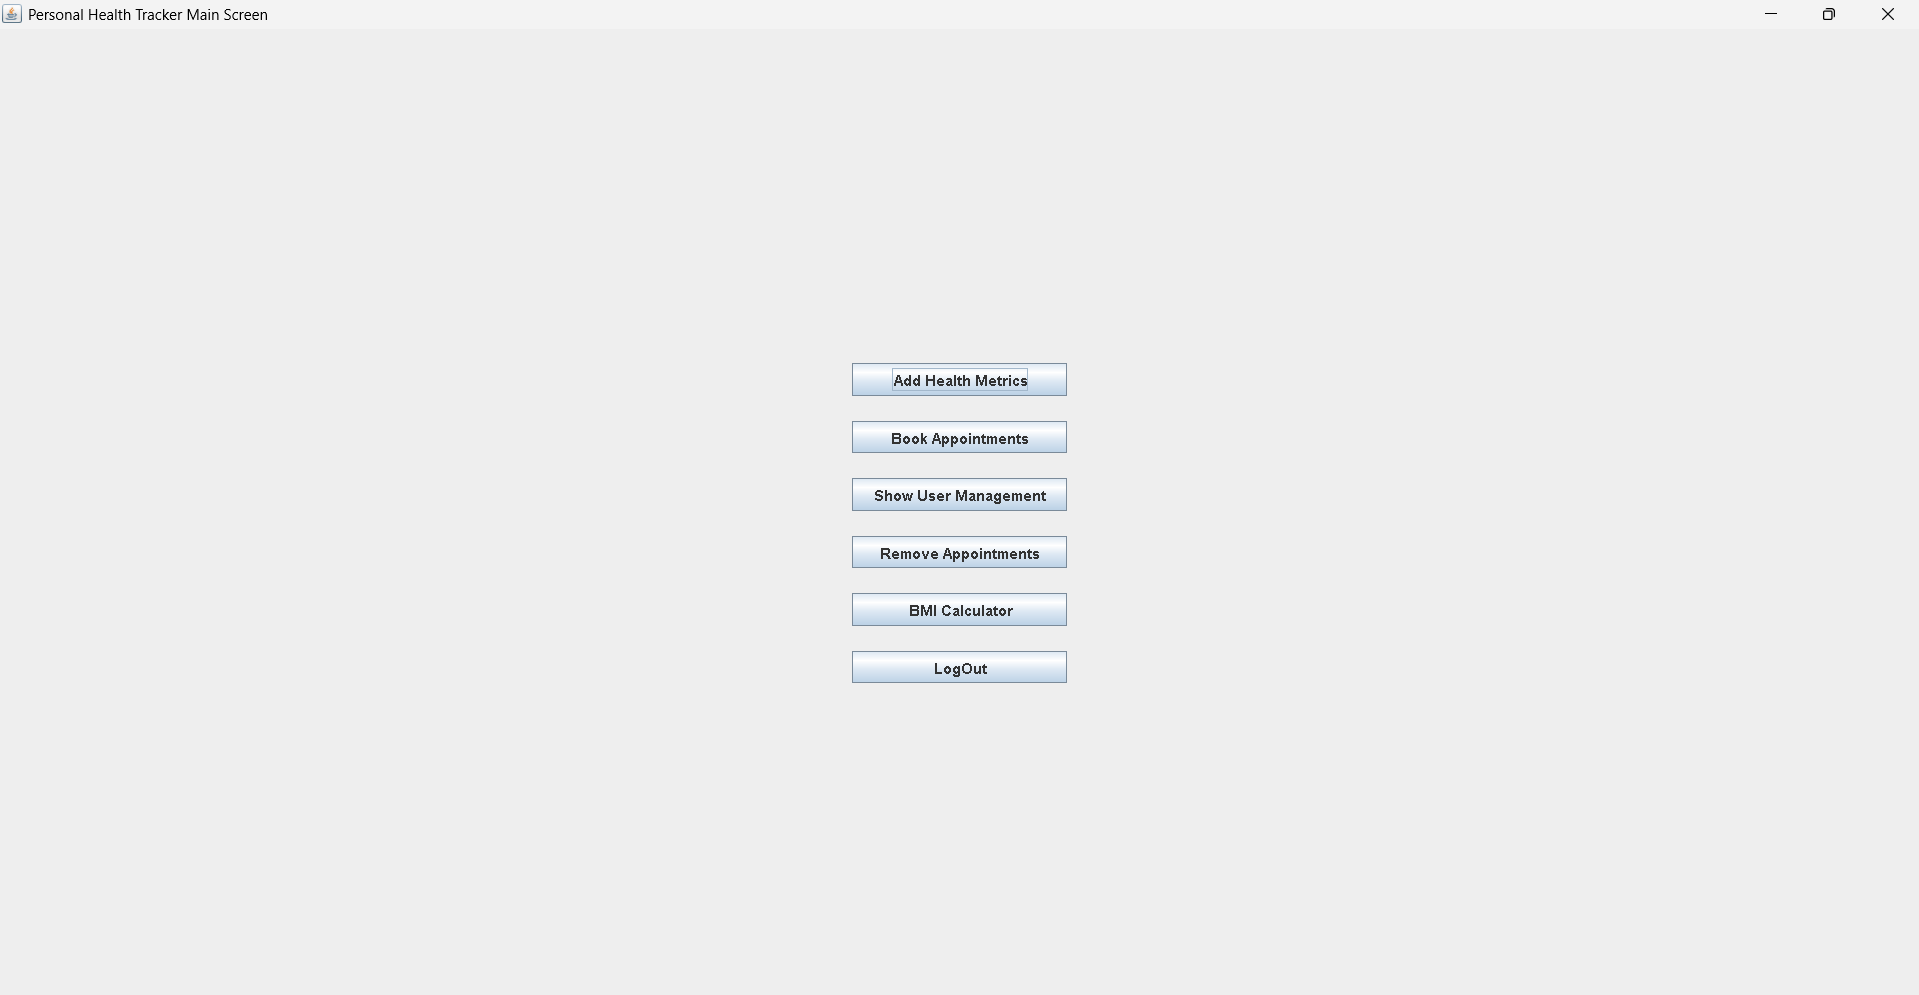 Personal Health Tracker Main Screen
Add Health Metrics
Book Appointments
Show User Management
Remove Appointments
BMI Calculator
LogOut